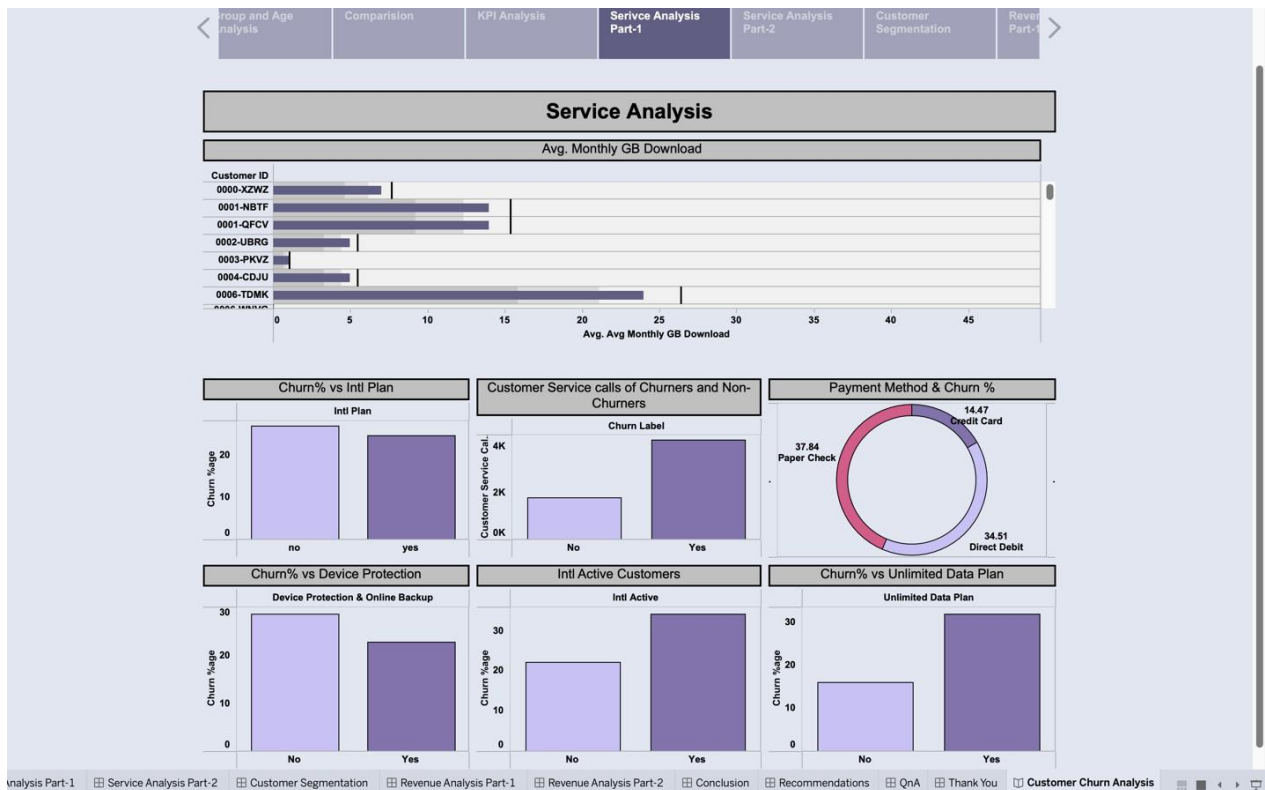 Group and Age
Analysis
Comparision
KPI Analysis
Serivce Analysis
Part-1
Service Analysis
Part-2
Customer
Segmentation
Part-1
Service Analysis
Avg. Monthly GB Download
Customer ID
0000-XZWZ
0001-NBTF
0001-QFCV
0002-UBRG
0003-PKVZ
0004-CDJU
0006-TDMK
0 5 10 15 20 25 30 35 40 45
Avg. Avg Monthly GB Download
Churn% vs Intl Plan
Intl Plan
Churn %age
20
10
0
no yes
Customer Service calls of Churners and Non-
Churners
Churn Label
Customer Service Cal..
4K
2K
0K
No Yes
Payment Method & Churn %
14.47
Credit Card
37.84
Paper Check
34.51
Direct Debit
Churn% vs Device Protection
Device Protection & Online Backup
Churn %age
30
20
10
0
No Yes
Intl Active Customers
Intl Active
Churn %age
30
20
10
0
No Yes
Churn% vs Unlimited Data Plan
Unlimited Data Plan
Churn %age
30
20
10
0
No Yes
Analysis Part-1 Service Analysis Part-2 Customer Segmentation Revenue Analysis Part-1 Revenue Analysis Part-2 Conclusion Recommendations QnA Thank You Customer Churn Analysis